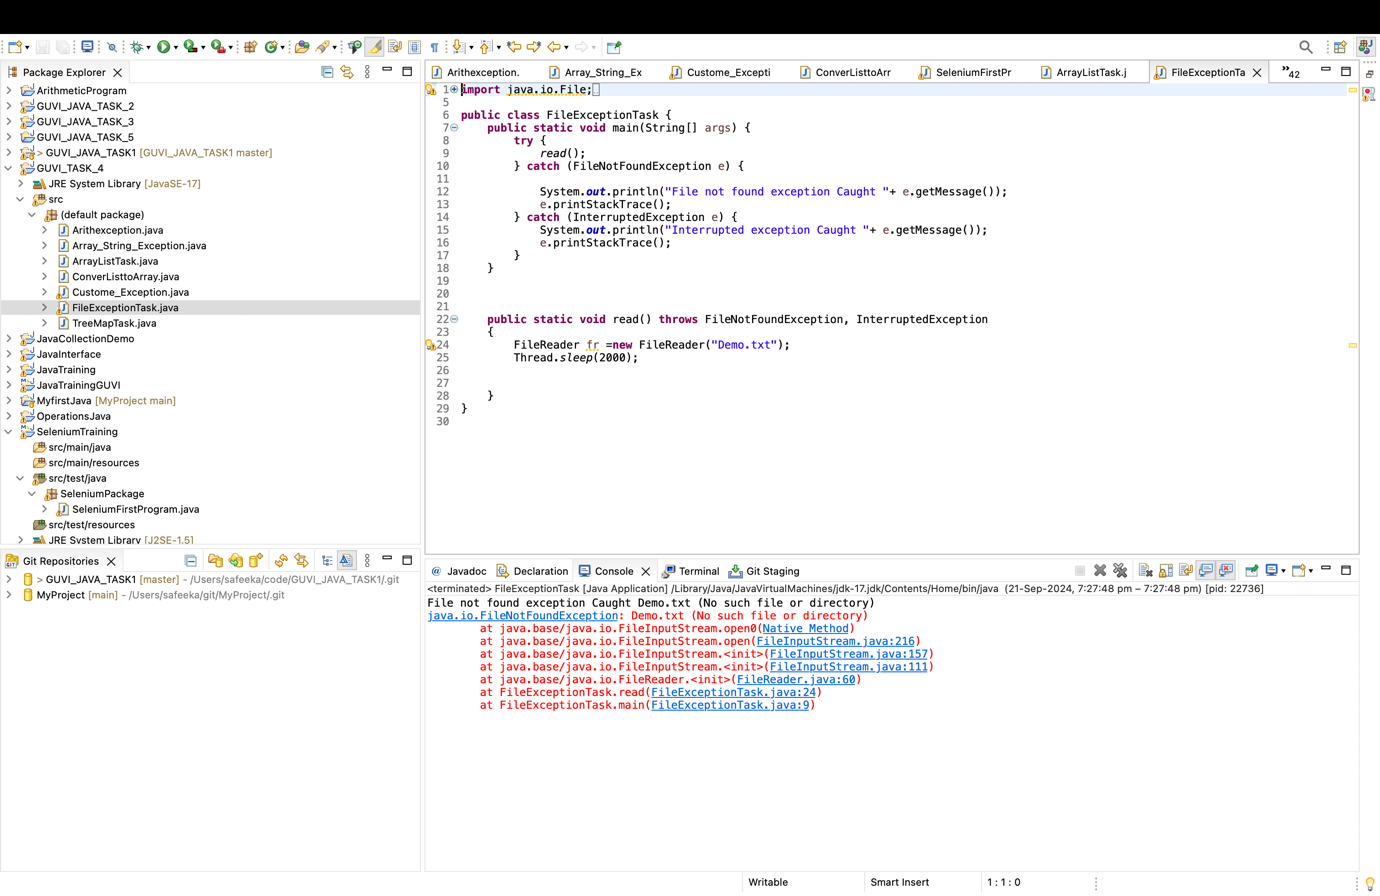 Package Explorer
ArithmeticProgram
GUVI_JAVA_TASK_2
GUVI_JAVA_TASK_3
GUVI_JAVA_TASK_5
> GUVI_JAVA_TASK1 [GUVI_JAVA_TASK1 master]
GUVI_TASK_4
JRE System Library [JavaSE-17]
src
(default package)
Arithexception.java
Array_String_Exception.java
ArrayListTask.java
ConverListtoArray.java
Custome_Exception.java
FileExceptionTask.java
TreeMapTask.java
JavaCollectionDemo
JavaInterface
JavaTraining
JavaTrainingGUVI
MyfirstJava [MyProject main]
OperationsJava
SeleniumTraining
src/main/java
src/main/resources
src/test/java
SeleniumPackage
SeleniumFirstProgram.java
src/test/resources
JRE System Library [J2SE-1.5]
Git Repositories
> GUVI_JAVA_TASK1 [master] - /Users/safeeka/code/GUVI_JAVA_TASK1/.git
MyProject [main] - /Users/safeeka/git/MyProject/.git
Arithexception. Array_String_Ex Custome_Excepti ConverListtoArr SeleniumFirstPr ArrayListTask.j FileExceptionTa »42
1 import java.io.File;
5
6 public class FileExceptionTask {
7 public static void main(String[] args) {
8 try {
9 read();
10 } catch (FileNotFoundException e) {
11
12 System.out.println("File not found exception Caught "+ e.getMessage());
13 e.printStackTrace();
14 } catch (InterruptedException e) {
15 System.out.println("Interrupted exception Caught "+ e.getMessage());
16 e.printStackTrace();
17 }
18 }
19
20
21
22 public static void read() throws FileNotFoundException, InterruptedException
23 {
24 FileReader fr =new FileReader("Demo.txt");
25 Thread.sleep(2000);
26
27
28 }
29 }
30
@ Javadoc Declaration Console Terminal Git Staging
<terminated> FileExceptionTask [Java Application] /Library/Java/JavaVirtualMachines/jdk-17.jdk/Contents/Home/bin/java (21-Sep-2024, 7:27:48 pm – 7:27:48 pm) [pid: 22736]
File not found exception Caught Demo.txt (No such file or directory)
java.io.FileNotFoundException: Demo.txt (No such file or directory)
at java.base/java.io.FileInputStream.open0(Native Method)
at java.base/java.io.FileInputStream.open(FileInputStream.java:216)
at java.base/java.io.FileInputStream.<init>(FileInputStream.java:157)
at java.base/java.io.FileInputStream.<init>(FileInputStream.java:111)
at java.base/java.io.FileReader.<init>(FileReader.java:60)
at FileExceptionTask.read(FileExceptionTask.java:24)
at FileExceptionTask.main(FileExceptionTask.java:9)
Writable Smart Insert 1 : 1 : 0